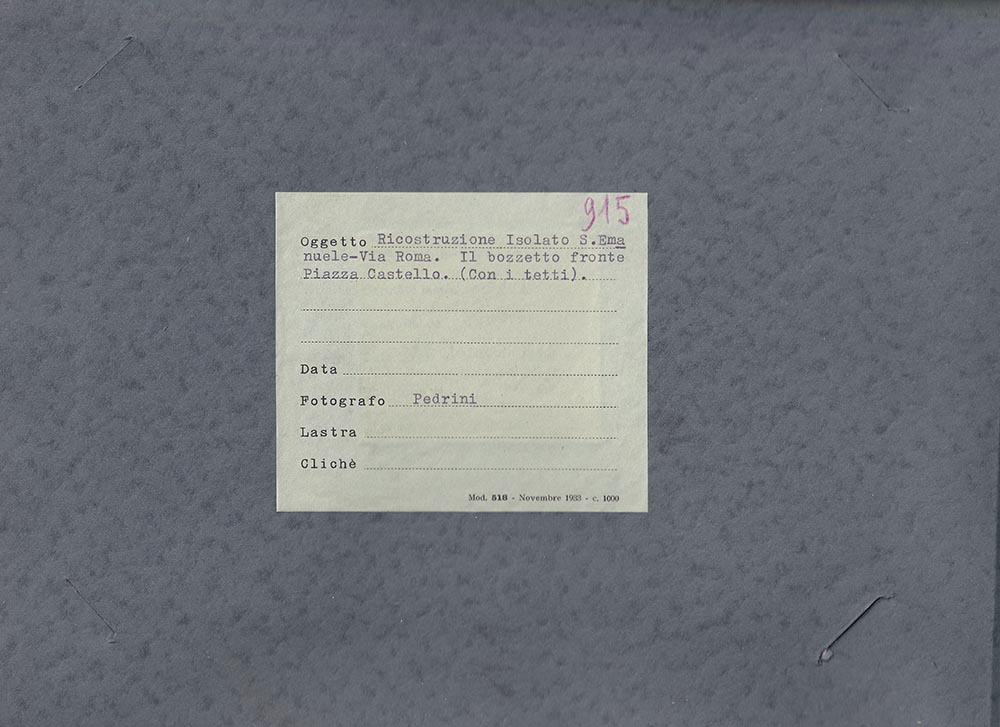 915
Oggetto Ricostruzione Isolato S.Ema
nuele-Via Roma. Il bozzetto fronte
Piazza Castello. (Con i tetti).
Data
Fotografo Pedrini
Lastra
Clichè
Mod. 518 - Novembre 1933 - c. 1000